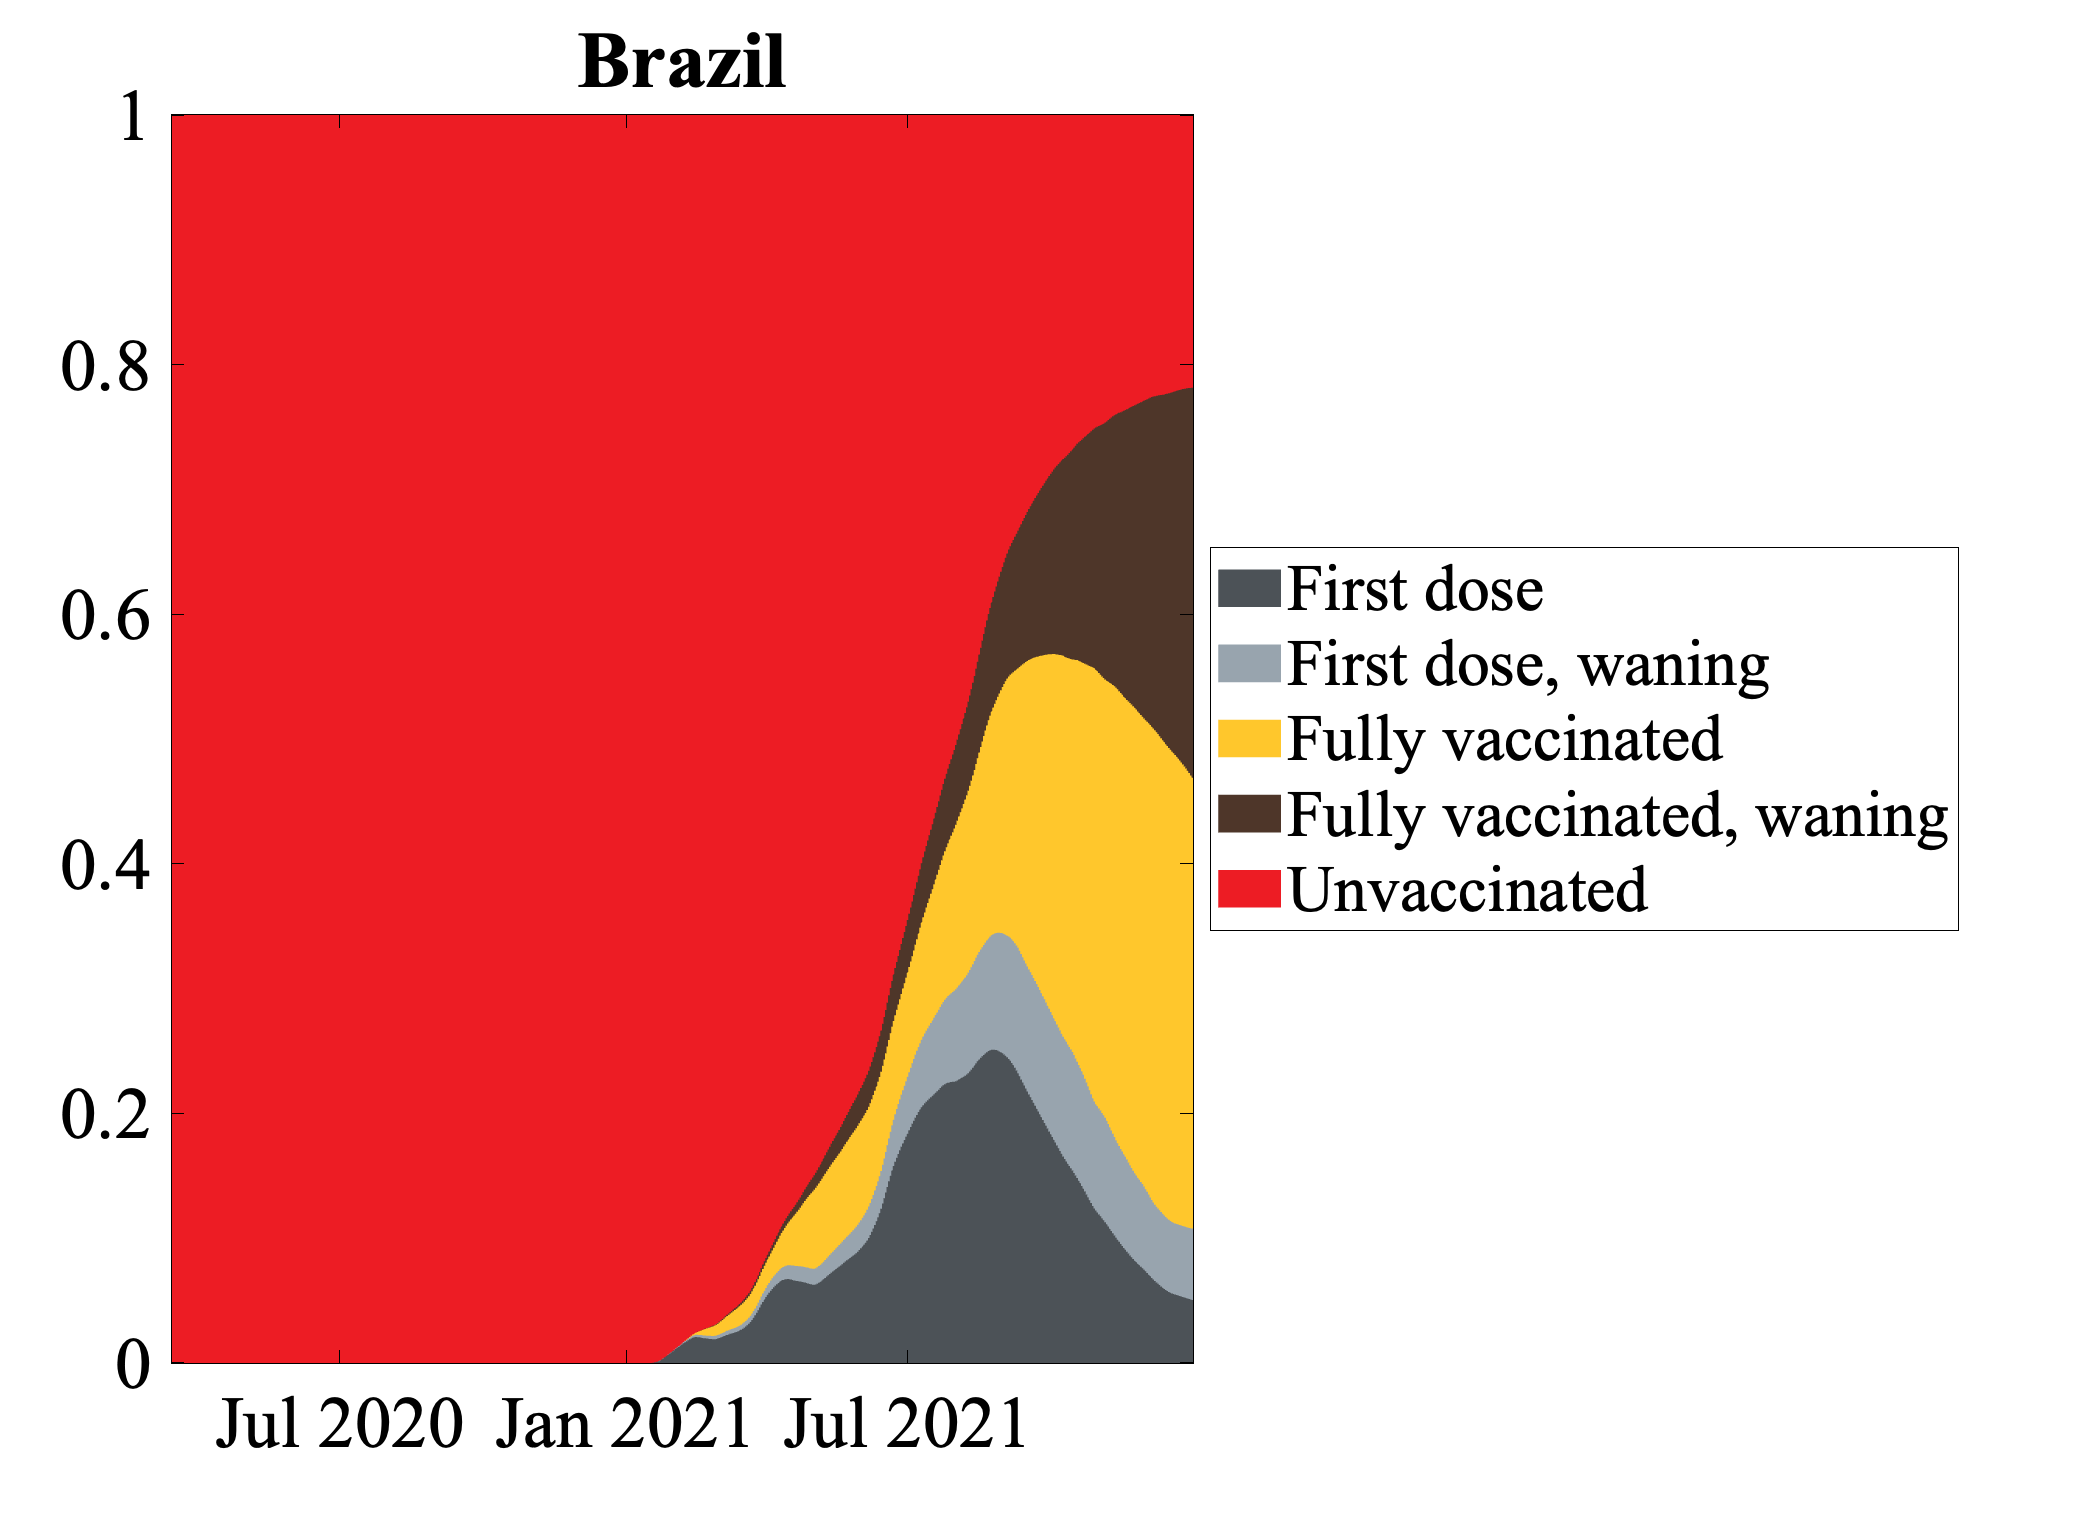 Brazil
1
0.8
0.6
0.4
0.2
0
Jul 2020 Jan 2021 Jul 2021
First dose
First dose, waning
Fully vaccinated
Fully vaccinated, waning
Unvaccinated